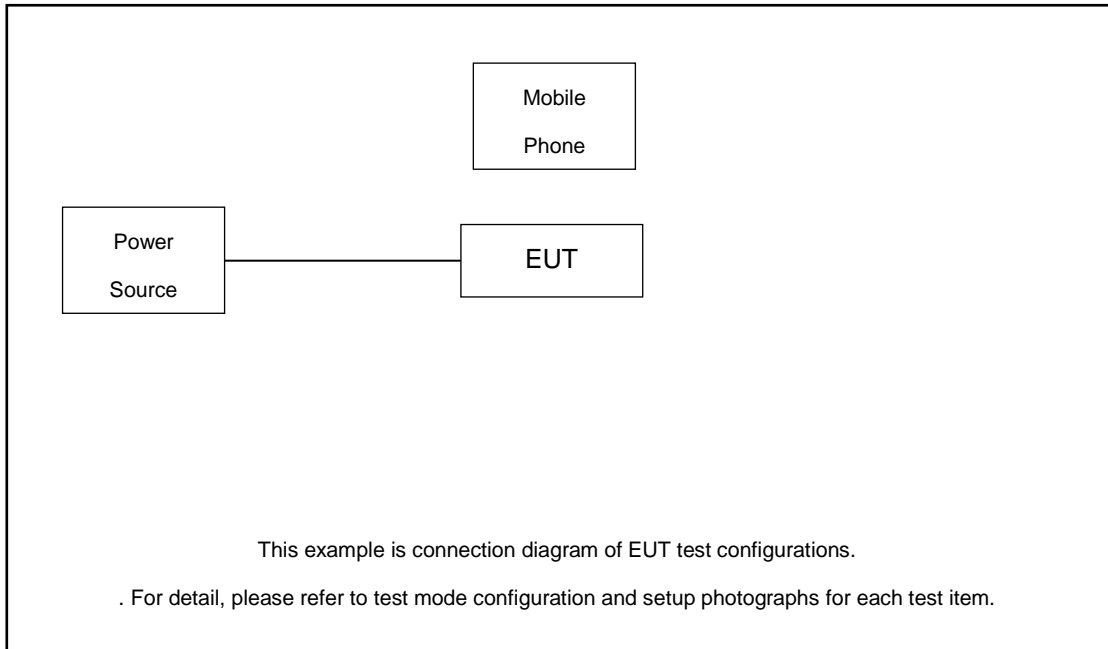 Mobile
Phone
Power
Source
EUT
This example is connection diagram of EUT test configurations.
. For detail, please refer to test mode configuration and setup photographs for each test item.